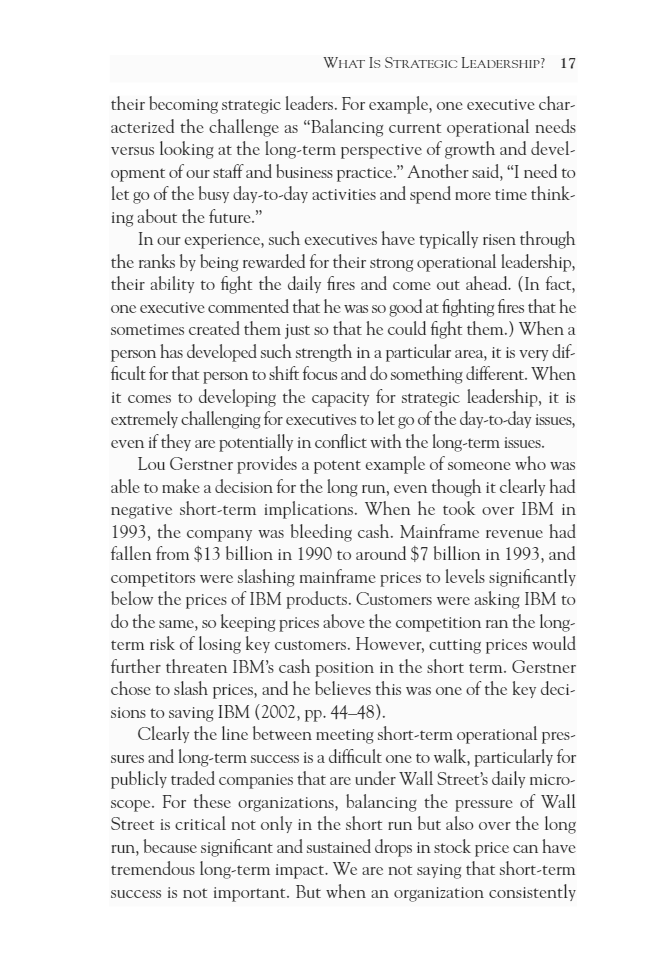 WHAT IS STRATEGIC LEADERSHIP? 17
their becoming strategic leaders. For example, one executive char-
acterized the challenge as “Balancing current operational needs
versus looking at the long-term perspective of growth and devel-
opment of our staff and business practice.” Another said, “I need to
let go of the busy day-to-day activities and spend more time think-
ing about the future.”
In our experience, such executives have typically risen through
the ranks by being rewarded for their strong operational leadership,
their ability to fight the daily fires and come out ahead. (In fact,
one executive commented that he was so good at fighting fires that he
sometimes created them just so that he could fight them.) When a
person has developed such strength in a particular area, it is very dif-
ficult for that person to shift focus and do something different. When
it comes to developing the capacity for strategic leadership, it is
extremely challenging for executives to let go of the day-to-day issues,
even if they are potentially in conflict with the long-term issues.
Lou Gerstner provides a potent example of someone who was
able to make a decision for the long run, even though it clearly had
negative short-term implications. When he took over IBM in
1993, the company was bleeding cash. Mainframe revenue had
fallen from $13 billion in 1990 to around $7 billion in 1993, and
competitors were slashing mainframe prices to levels significantly
below the prices of IBM products. Customers were asking IBM to
do the same, so keeping prices above the competition ran the long-
term risk of losing key customers. However, cutting prices would
further threaten IBM’s cash position in the short term. Gerstner
chose to slash prices, and he believes this was one of the key deci-
sions to saving IBM (2002, pp. 44–48).
Clearly the line between meeting short-term operational pres-
sures and long-term success is a difficult one to walk, particularly for
publicly traded companies that are under Wall Street’s daily micro-
scope. For these organizations, balancing the pressure of Wall
Street is critical not only in the short run but also over the long
run, because significant and sustained drops in stock price can have
tremendous long-term impact. We are not saying that short-term
success is not important. But when an organization consistently